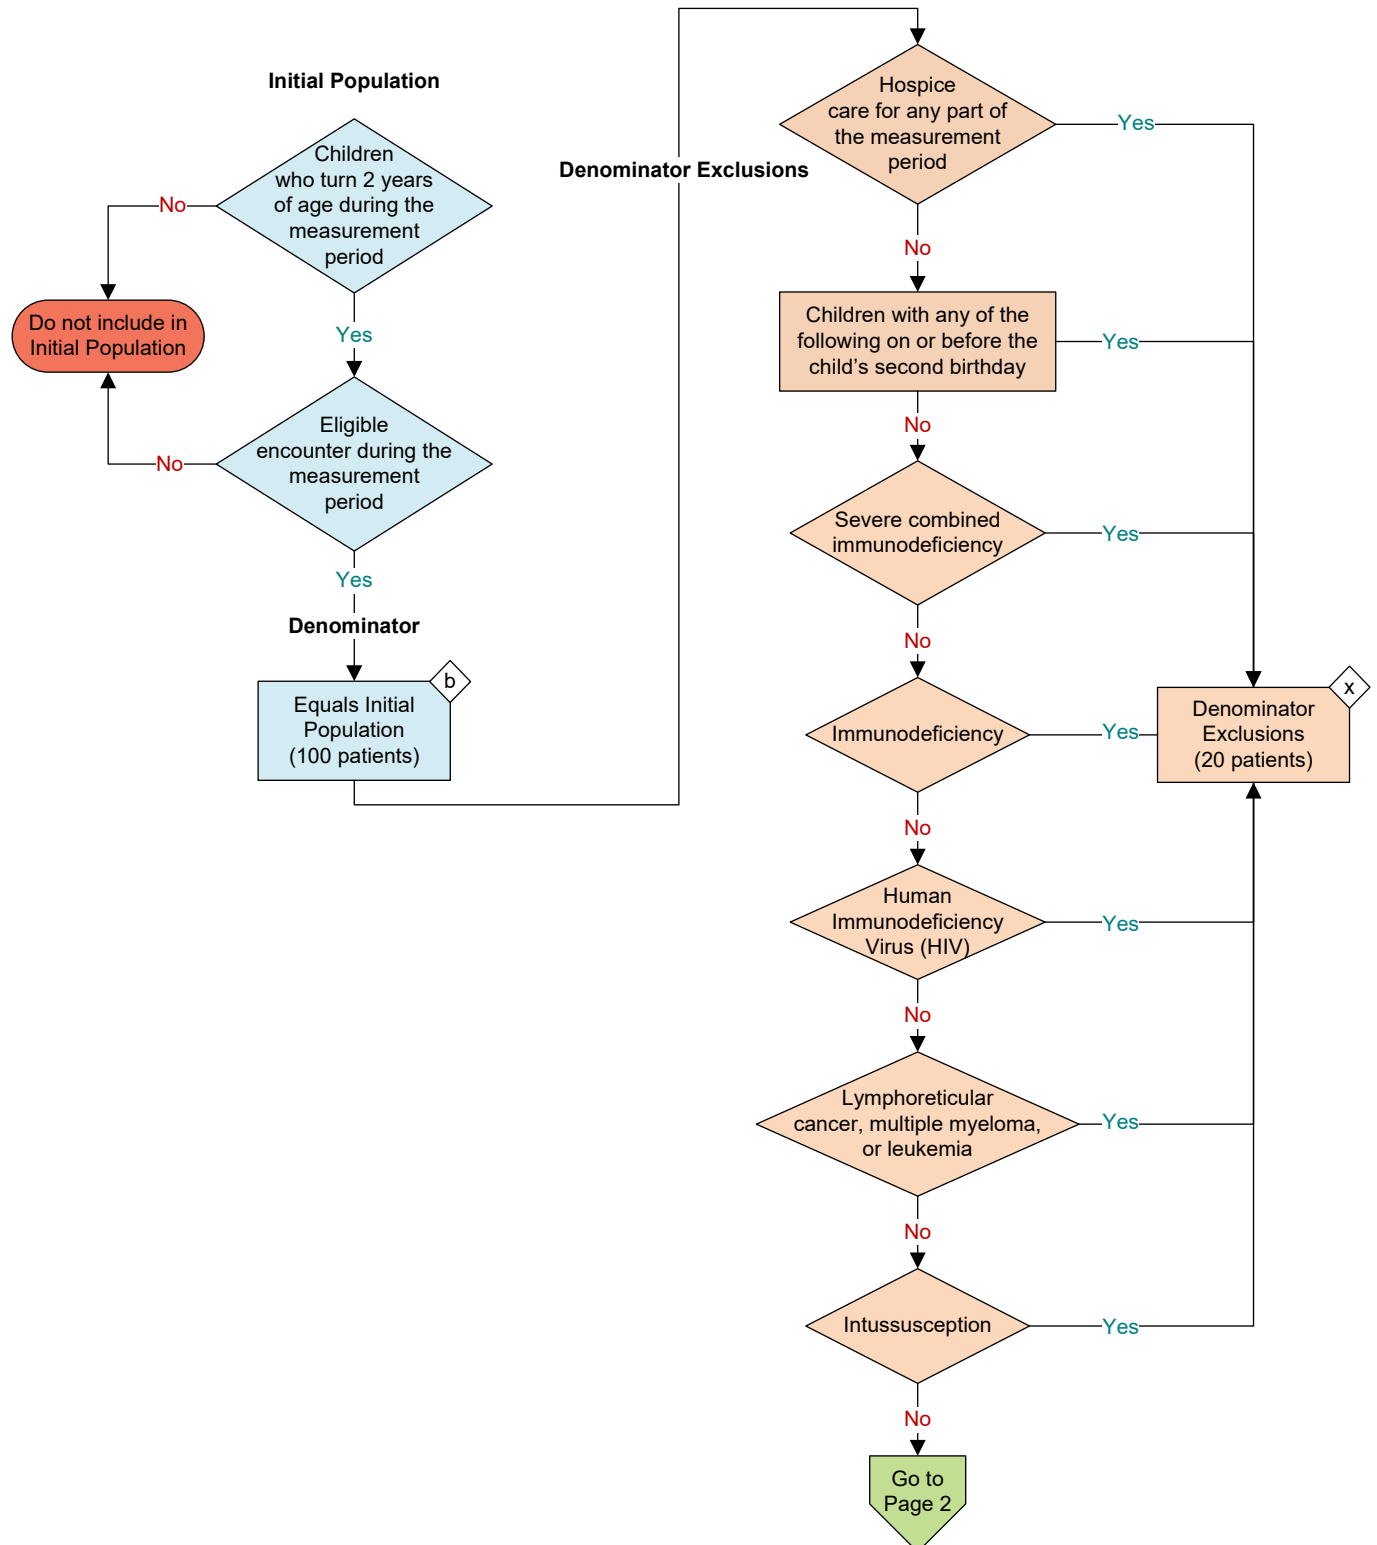 Initial Population
Children
who turn 2 years
of age during the
measurement
period
No
Do not include in
Initial Population
Yes
Eligible
encounter during the
measurement
period
No
Yes
Denominator
b
Equals Initial
Population
(100 patients)
Denominator Exclusions
Hospice
care for any part of
the measurement
period
Yes
No
Children with any of the
following on or before the
child's second birthday
Yes
No
Severe combined
immunodeficiency
Yes
No
Immunodeficiency
Yes
x
Denominator
Exclusions
(20 patients)
No
Human
Immunodeficiency
Virus (HIV)
Yes
No
Lymphoreticular
cancer, multiple myeloma,
or leukemia
Yes
No
Intussusception
Yes
No
Go to
Page 2